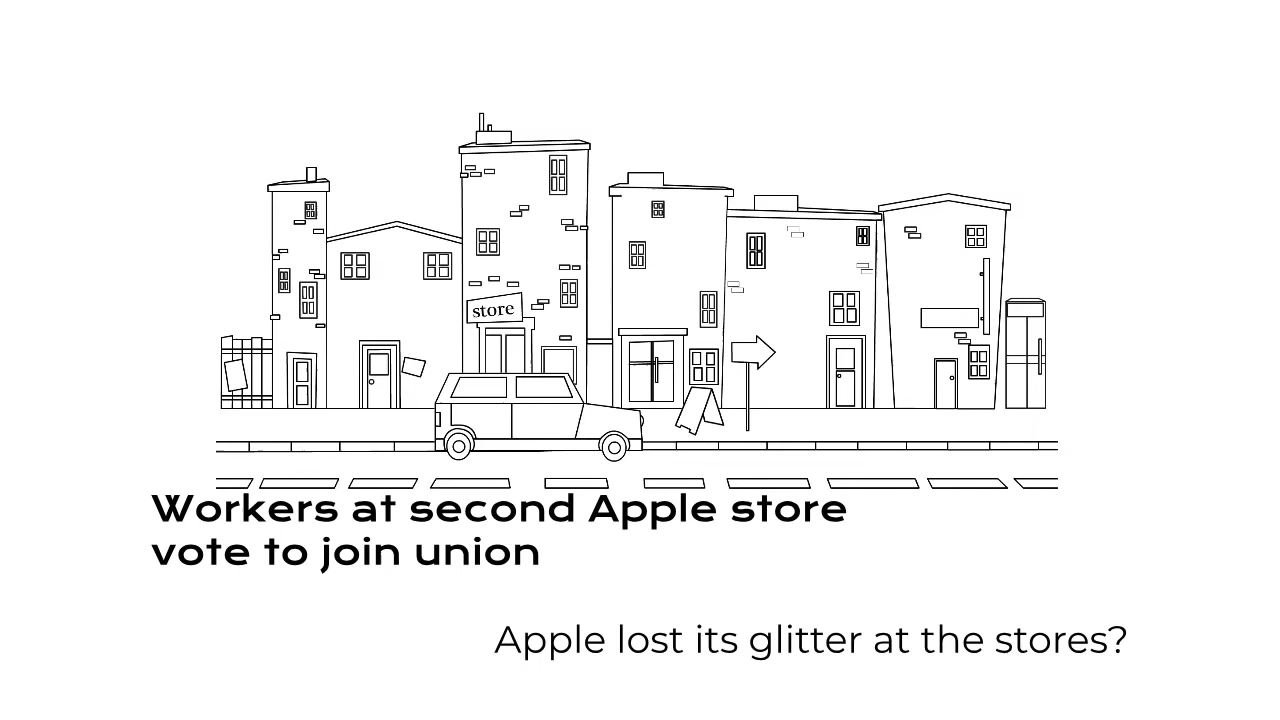 store
Workers at second Apple store
vote to join union
Apple lost its glitter at the stores?